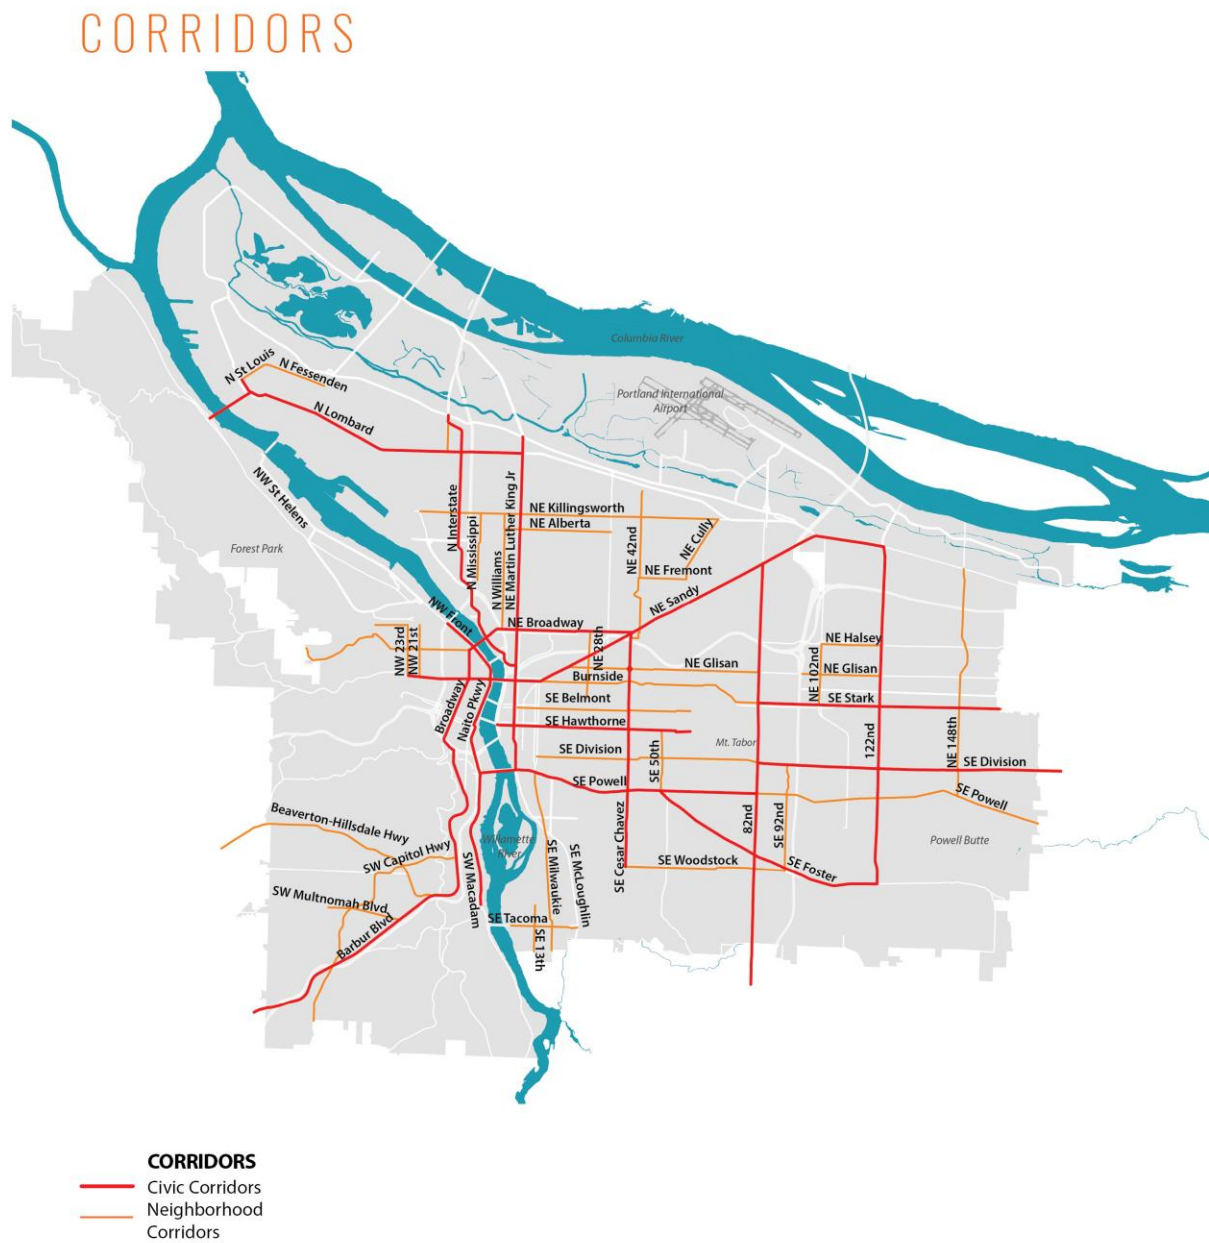 CORRIDORS
Columbia River
Portland International
Airport
N St Louis
N Fessenden
N Lombard
NW St Helens
Forest Park
N Interstate
N Mississippi
N Williams
NE Martin Luther King Jr
NE Killingsworth
NE Alberta
NE 42nd
NE Cully
NE Fremont
NE Sandy
NW Front
NE Broadway
NW 23rd
NW 21st
NE 28th
NE Glisan
Burnside
NE Halsey
NE Glisan
NE 102nd
SE Stark
SE Belmont
SE Hawthorne
Broadway
Naito Pkwy
Mt. Tabor
122nd
NE 148th
SE Division
SE 50th
SE Division
SE Powell
SE Powell
82nd
SE 92nd
SE Cesar Chavez
Beaverton-Hillsdale Hwy
SW Capitol Hwy
Willamette
River
Powell Butte
SE Woodstock
SE Foster
SW Multnomah Blvd
Barbur Blvd
SW Macadam
SE Milwaukie
SE McLoughlin
SE Tacoma
SE 13th
CORRIDORS
Civic Corridors
Neighborhood
Corridors